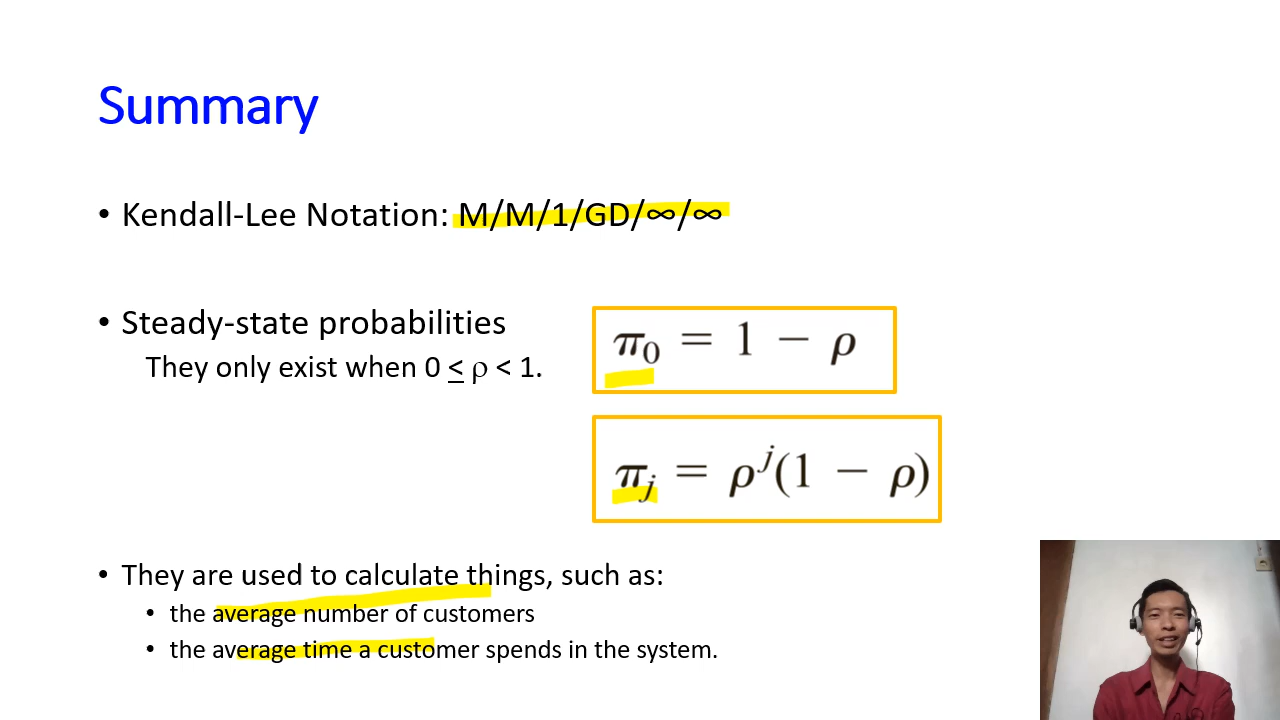 Summary
• Kendall-Lee Notation: M/M/1/GD/∞/∞
• Steady-state probabilities
They only exist when 0 ≤ ρ < 1.
π₀ = 1 − ρ
πⱼ = ρʲ(1 − ρ)
• They are used to calculate things, such as:
• the average number of customers
• the average time a customer spends in the system.